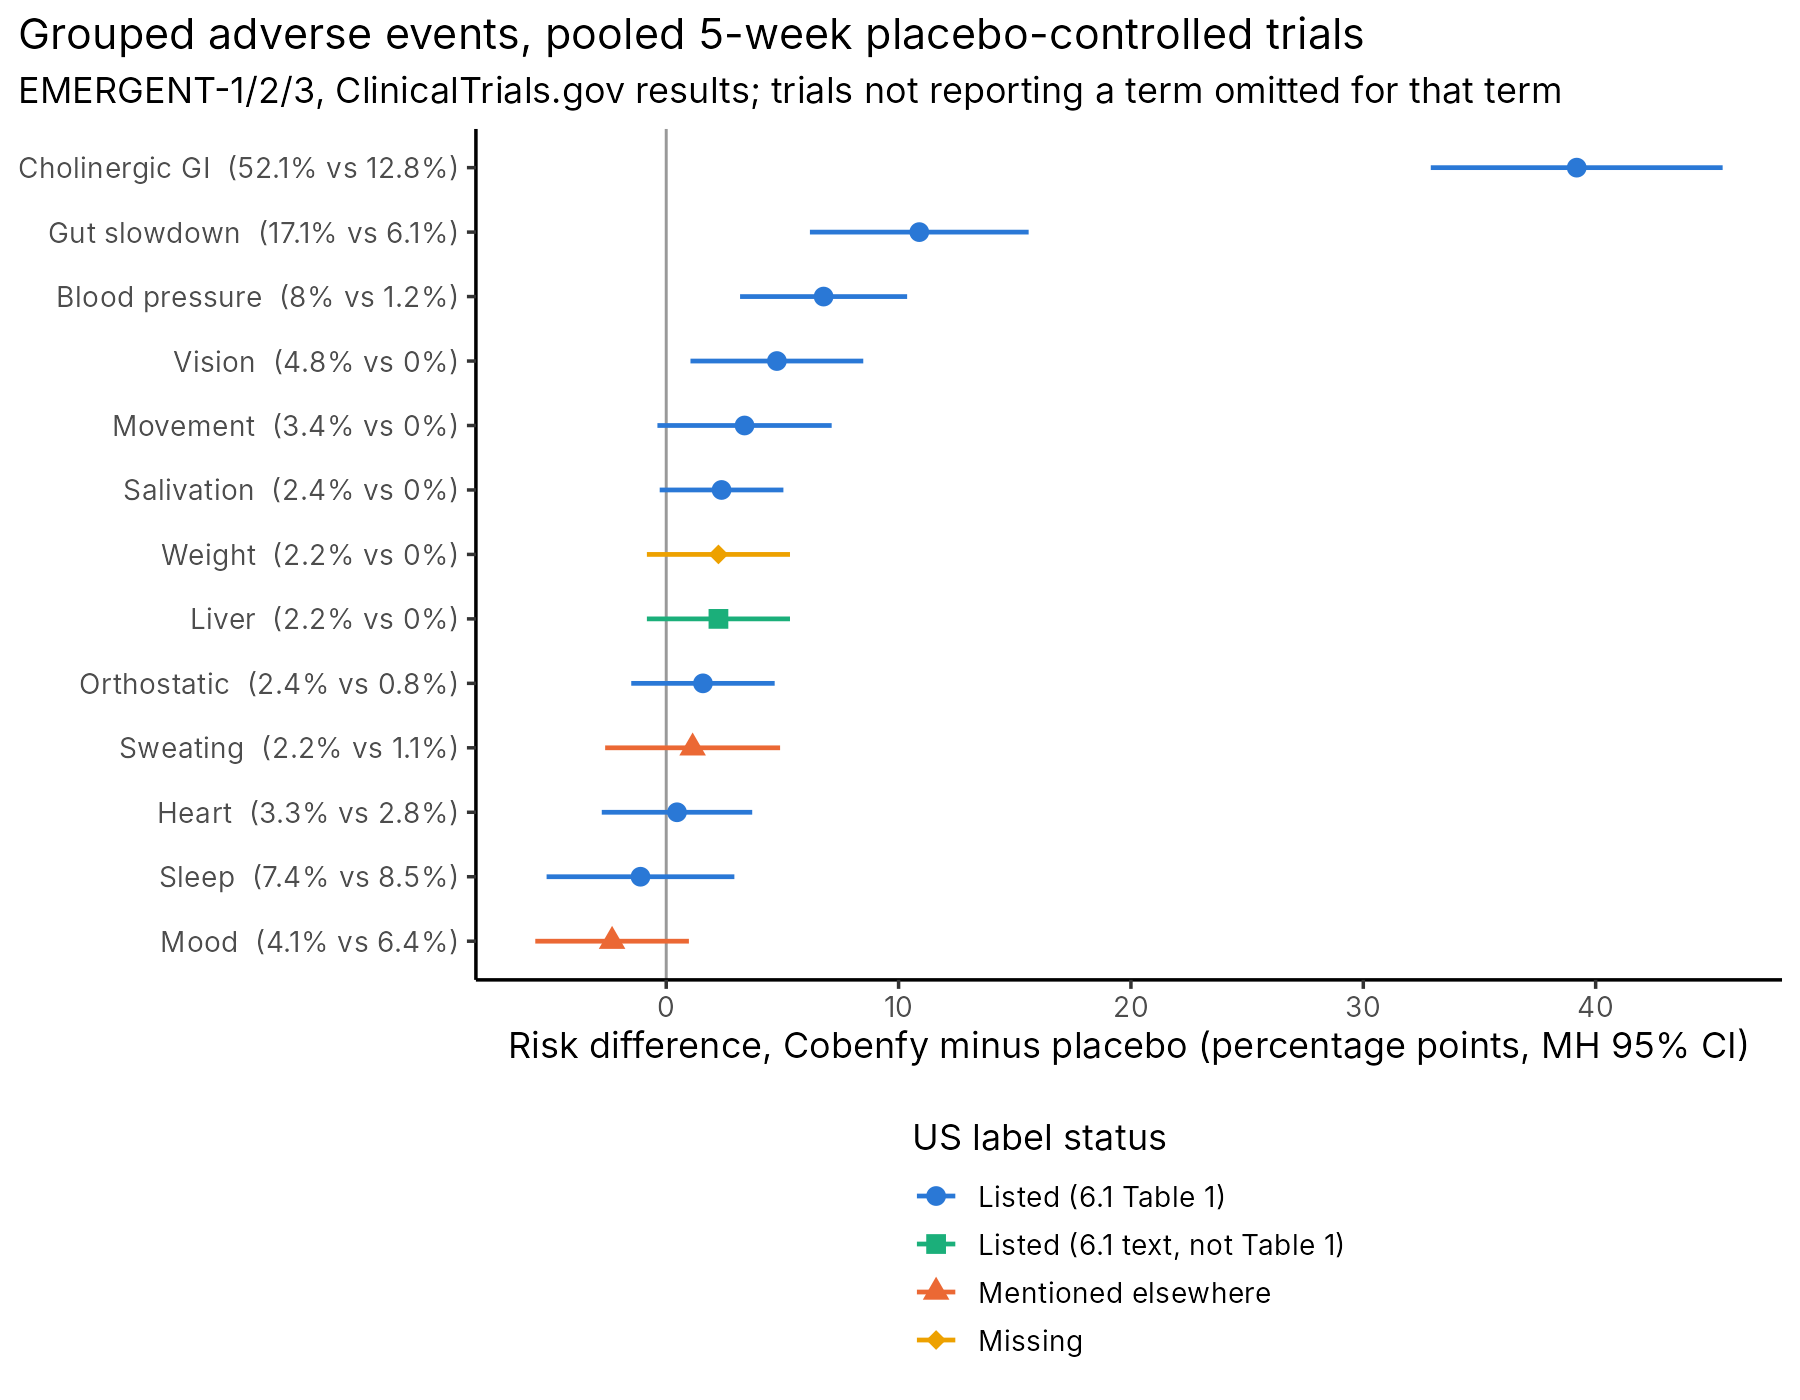 Grouped adverse events, pooled 5-week placebo-controlled trials
EMERGENT-1/2/3, ClinicalTrials.gov results; trials not reporting a term omitted for that term
Cholinergic GI (52.1% vs 12.8%)
Gut slowdown (17.1% vs 6.1%)
Blood pressure (8% vs 1.2%)
Vision (4.8% vs 0%)
Movement (3.4% vs 0%)
Salivation (2.4% vs 0%)
Weight (2.2% vs 0%)
Liver (2.2% vs 0%)
Orthostatic (2.4% vs 0.8%)
Sweating (2.2% vs 1.1%)
Heart (3.3% vs 2.8%)
Sleep (7.4% vs 8.5%)
Mood (4.1% vs 6.4%)
0 10 20 30 40
Risk difference, Cobenfy minus placebo (percentage points, MH 95% CI)
US label status
Listed (6.1 Table 1)
Listed (6.1 text, not Table 1)
Mentioned elsewhere
Missing